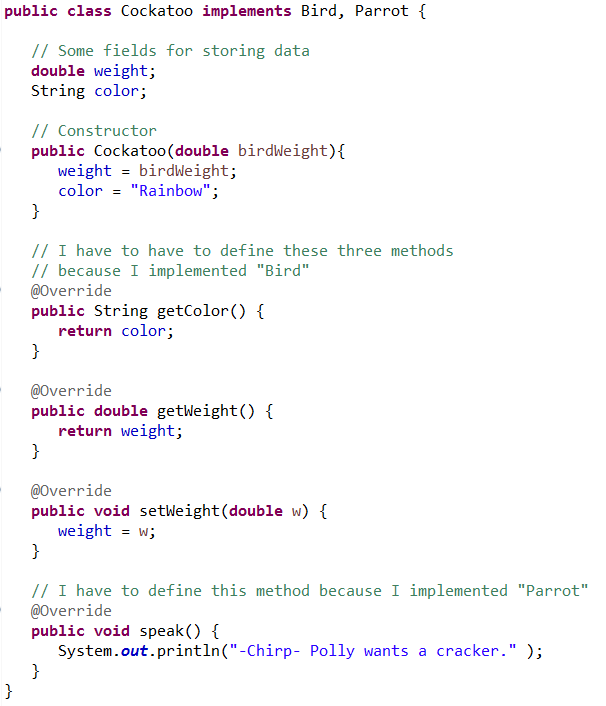 public class Cockatoo implements Bird, Parrot {
// Some fields for storing data
double weight;
String color;
// Constructor
public Cockatoo(double birdWeight){
weight = birdWeight;
color = "Rainbow";
}
// I have to have to define these three methods
// because I implemented "Bird"
@Override
public String getColor() {
return color;
}
@Override
public double getWeight() {
return weight;
}
@Override
public void setWeight(double w) {
weight = w;
}
// I have to define this method because I implemented "Parrot"
@Override
public void speak() {
System.out.println("-Chirp- Polly wants a cracker." );
}
}